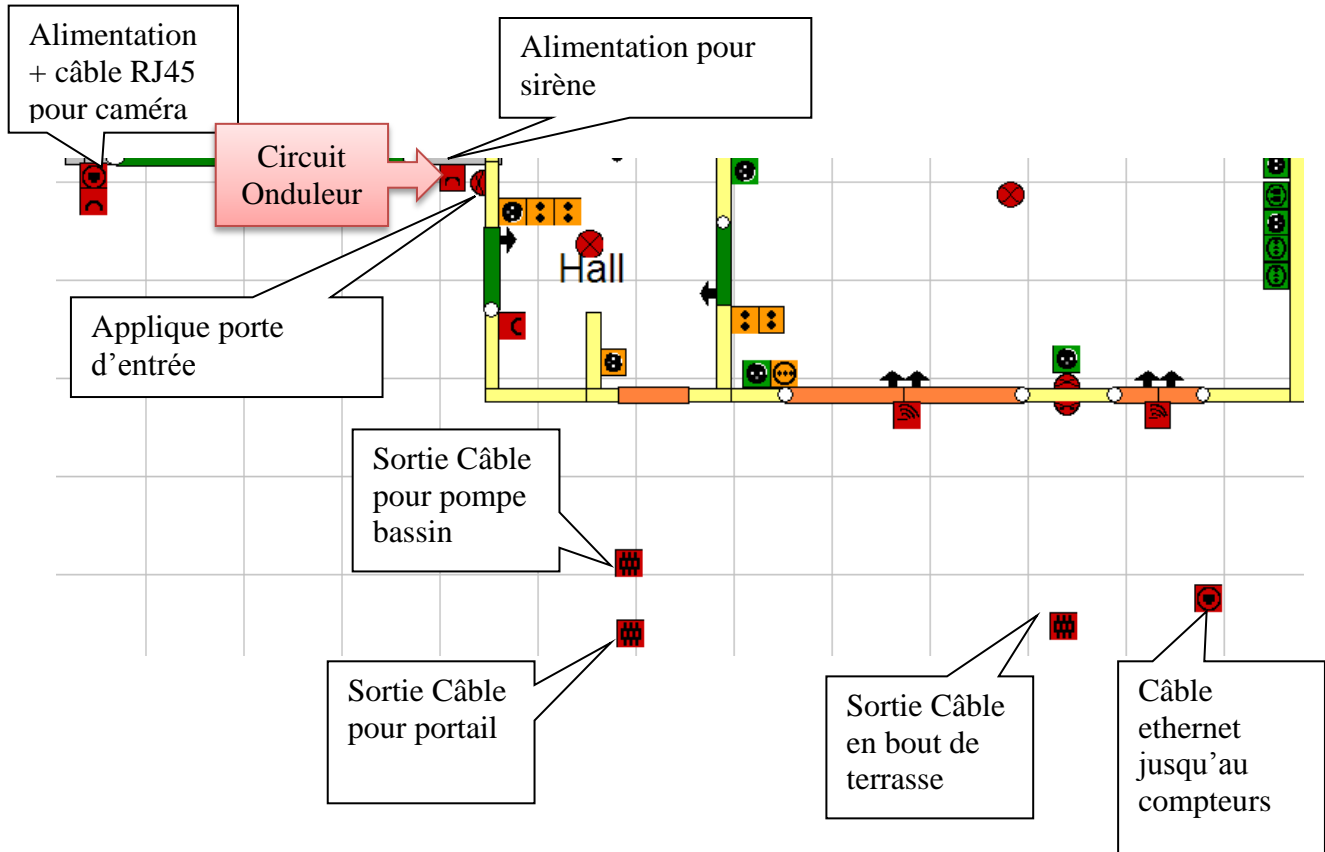 Alimentation
+ câble RJ45
pour caméra
Alimentation pour
sirène
Circuit
Onduleur
Hall
Applique porte
d’entrée
Sortie Câble
pour pompe
bassin
Sortie Câble
pour portail
Sortie Câble
en bout de
terrasse
Câble
ethernet
jusqu’au
compteurs